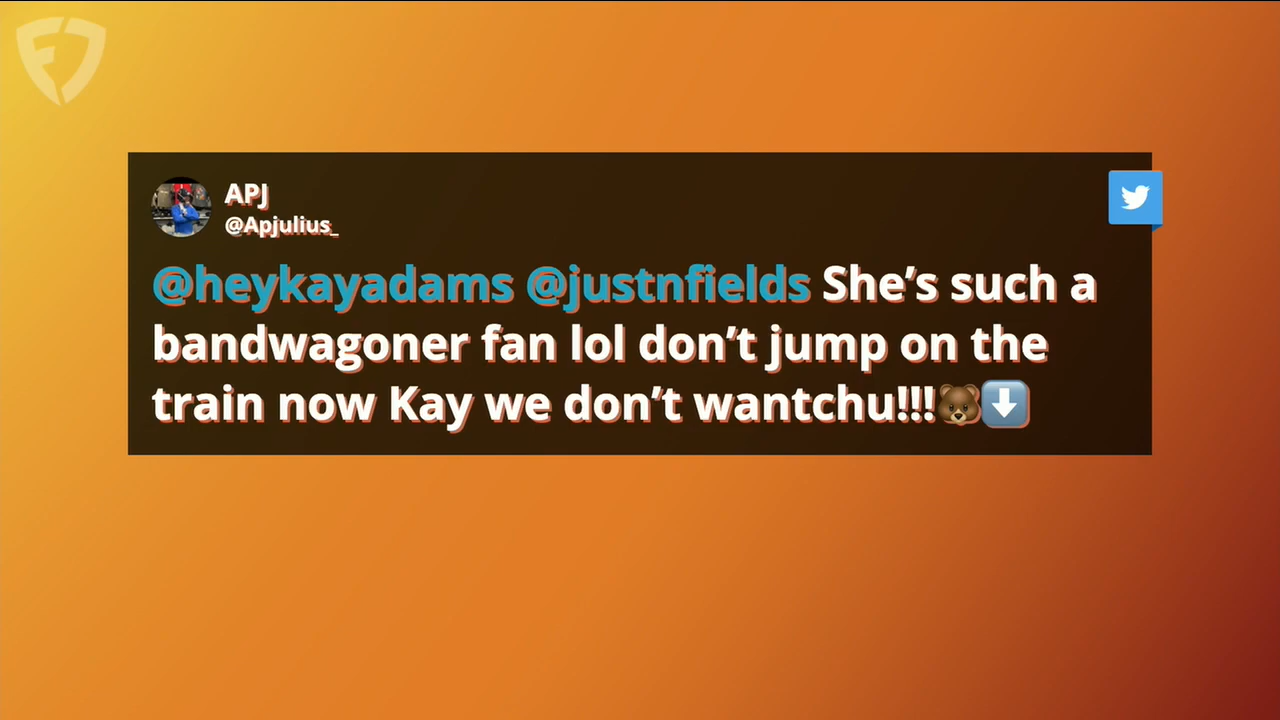 APJ
@Apjulius_
@heykayadams @justnfields She’s such a
bandwagoner fan lol don’t jump on the
train now Kay we don’t wantchu!!!🐻⬇️